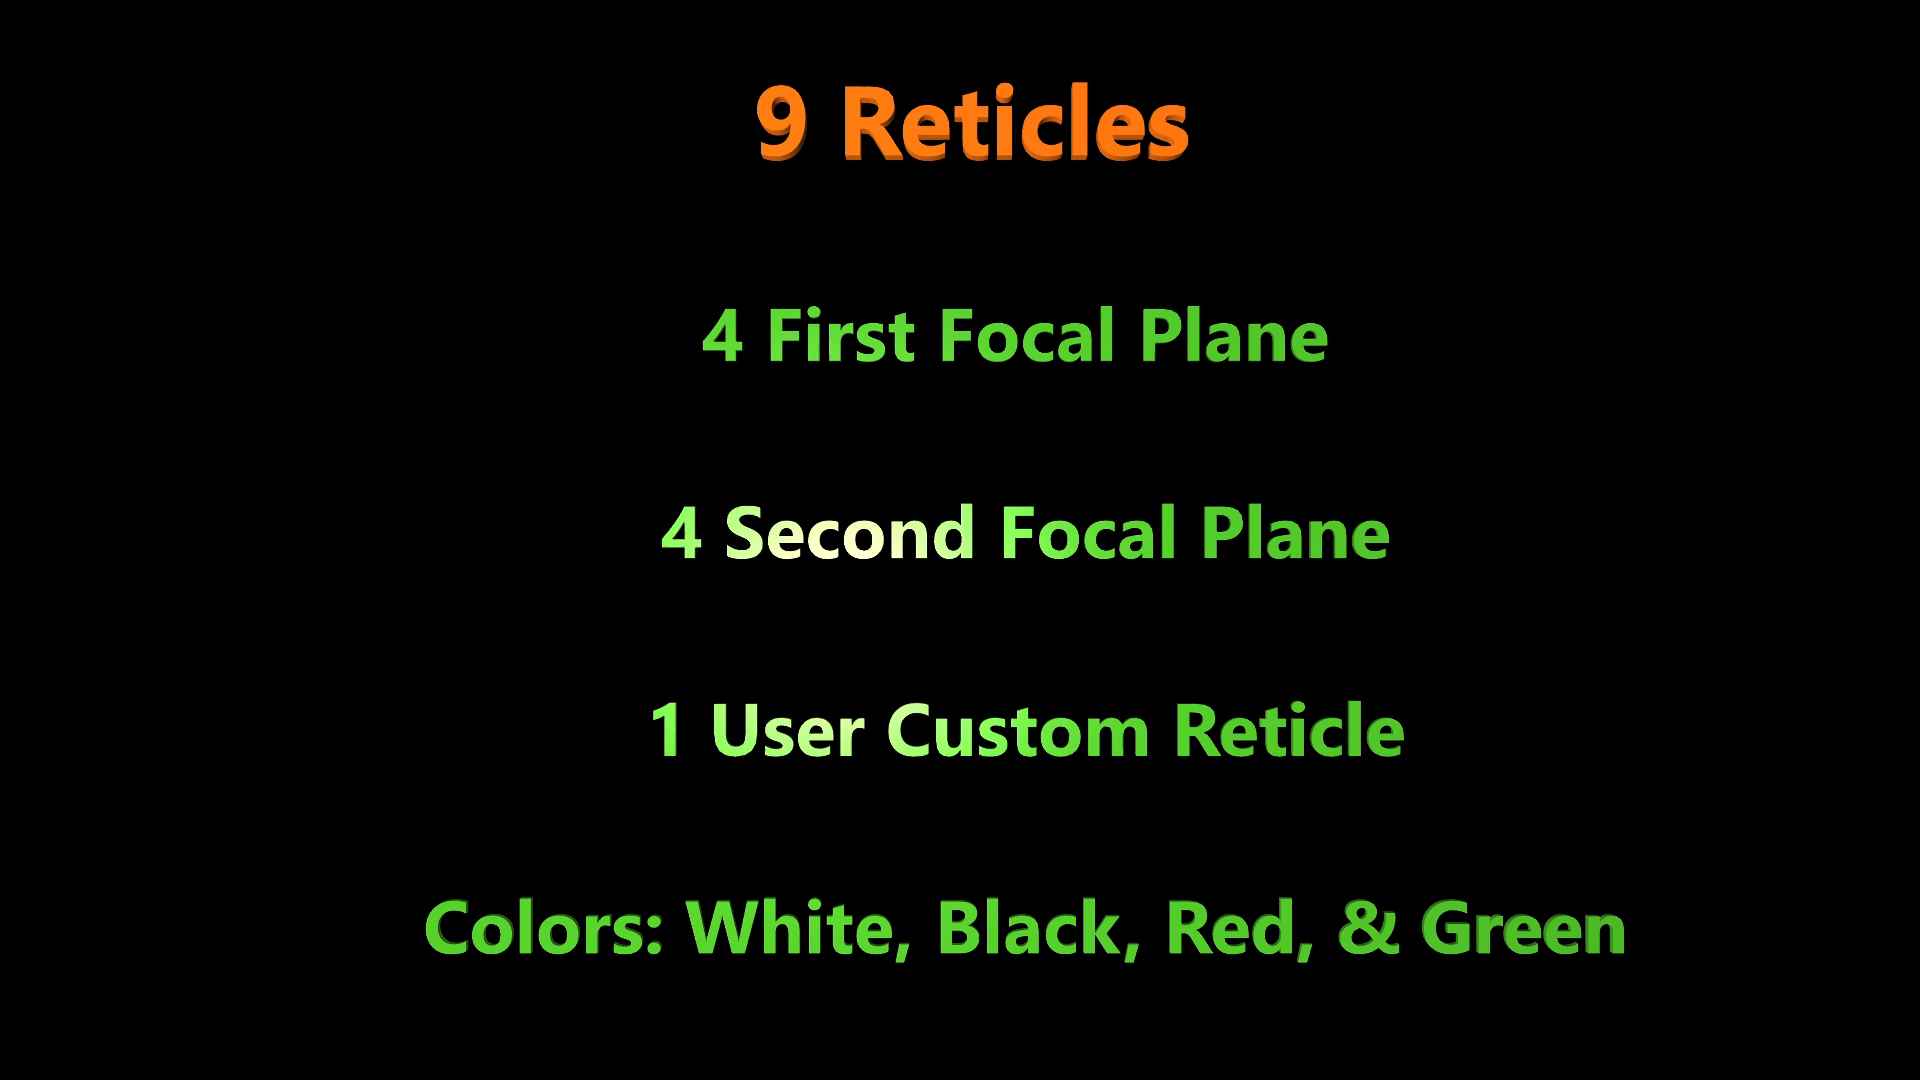 9 Reticles
4 First Focal Plane
4 Second Focal Plane
1 User Custom Reticle
Colors: White, Black, Red, & Green